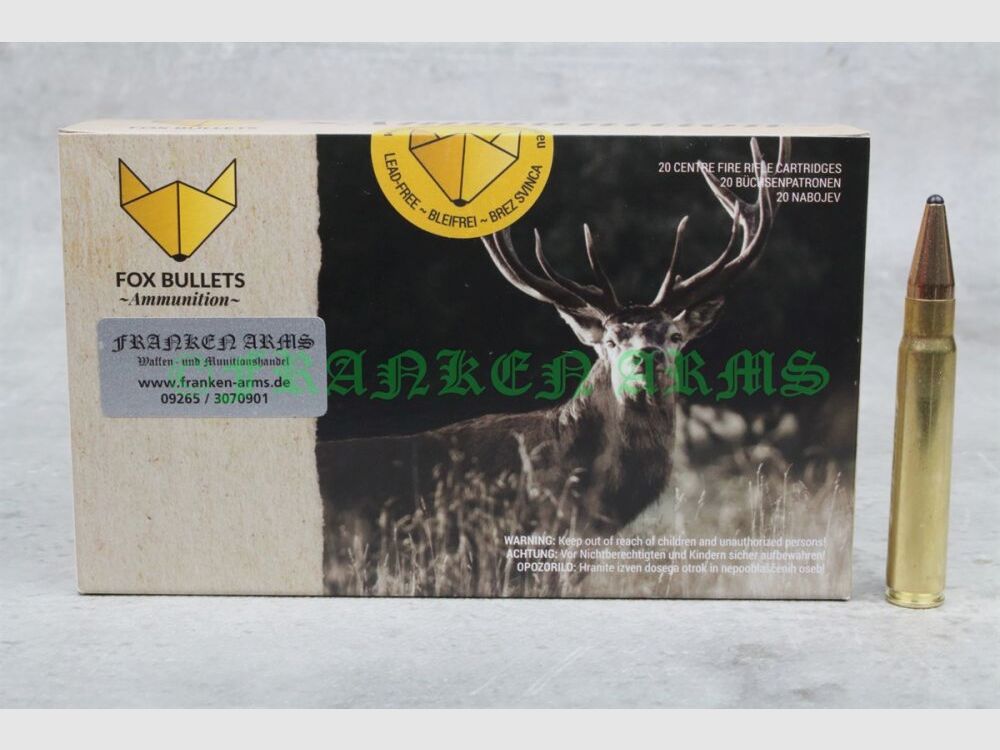 20 CENTRE FIRE RIFLE CARTRIDGES
20 BÜCHSENPATRONEN
20 NABOJEV
eu
LEAD-FREE ~ BLEIFREI ~ BREZ SVINCA
FOX BULLETS
~Ammunition~
FRANKEN ARMS
Waffen- und Munitionshandel
www.franken-arms.de
09265 / 3070901
FRANKEN ARMS
WARNING: Keep out of reach of children and unauthorized persons!
ACHTUNG: Vor Nichtberechtigten und Kindern sicher aufbewahren!
OPOZORILO: Hranite izven dosega otrok in nepooblaščenih oseb!